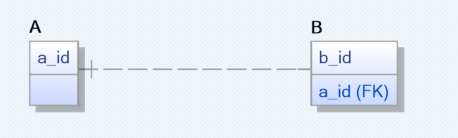 A
B
a_id
b_id
a_id (FK)